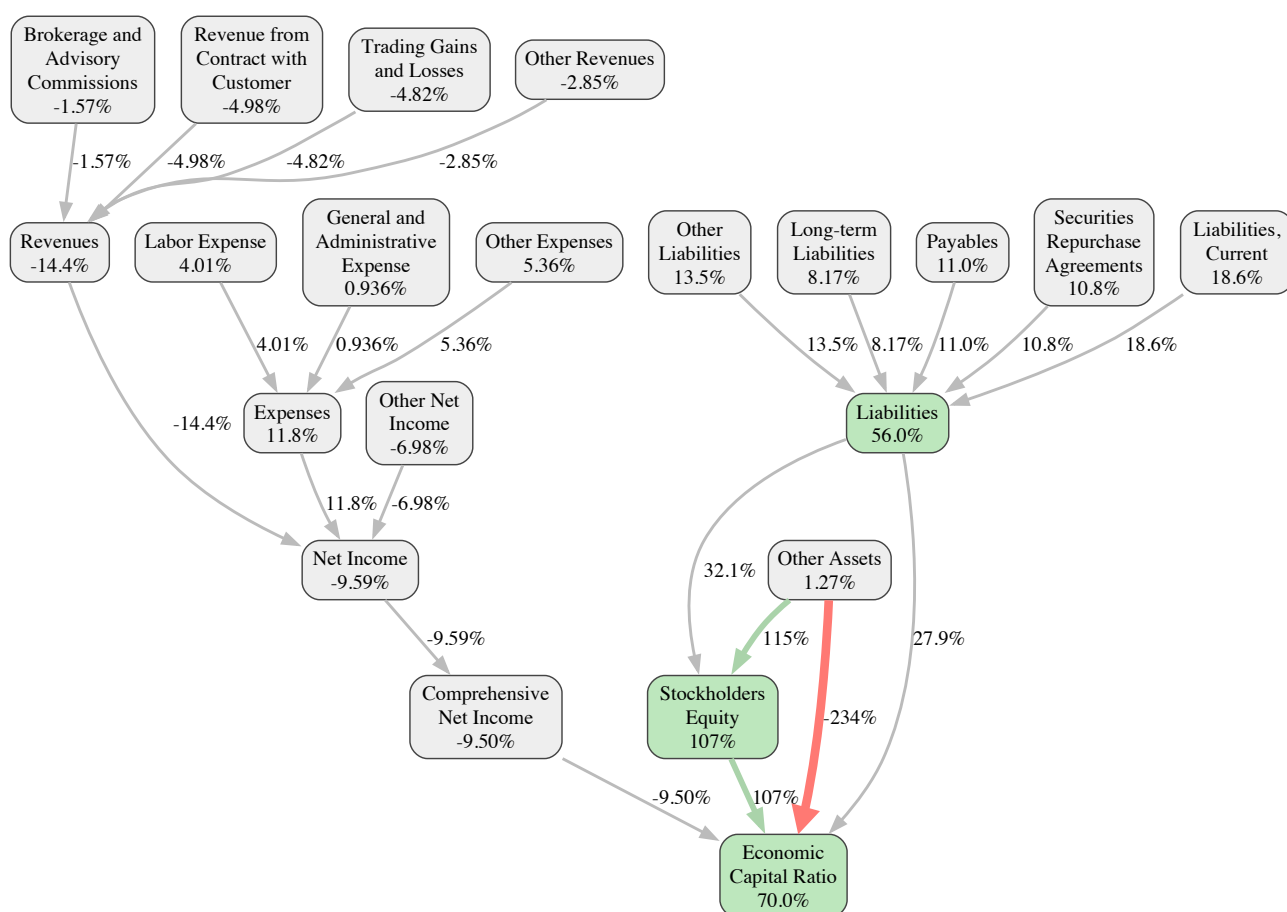 Brokerage and
Advisory
Commissions
-1.57%
Revenue from
Contract with
Customer
-4.98%
Trading Gains
and Losses
-4.82%
Other Revenues
-2.85%
-1.57%
-4.98%
-4.82%
-2.85%
Revenues
-14.4%
Labor Expense
4.01%
General and
Administrative
Expense
0.936%
Other Expenses
5.36%
Other
Liabilities
13.5%
Long-term
Liabilities
8.17%
Payables
11.0%
Securities
Repurchase
Agreements
10.8%
Liabilities,
Current
18.6%
4.01%
0.936%
5.36%
13.5%
8.17%
11.0%
10.8%
18.6%
-14.4%
Expenses
11.8%
Other Net
Income
-6.98%
Liabilities
56.0%
11.8%
-6.98%
Net Income
-9.59%
32.1%
Other Assets
1.27%
-9.59%
115%
27.9%
Comprehensive
Net Income
-9.50%
Stockholders
Equity
107%
-234%
-9.50%
107%
Economic
Capital Ratio
70.0%